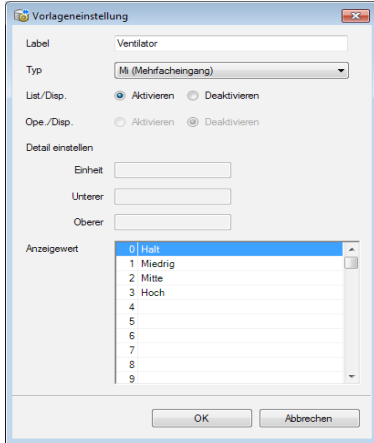 Vorlageneinstellung
Label Ventilator
Typ Mi (Mehrfacheingang)
List/Disp. Aktivieren Deaktivieren
Ope./Disp. Aktivieren Deaktivieren
Detail einstellen
Einheit
Unterer
Oberer
Anzeigewert 0 Halt
1 Miedrig
2 Mitte
3 Hoch
4
5
6
7
8
9
OK Abbrechen